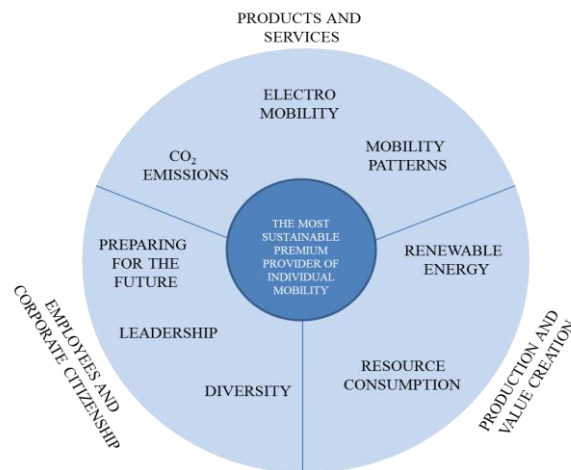 PRODUCTS AND
SERVICES
ELECTRO
MOBILITY
MOBILITY
PATTERNS
CO₂
EMISSIONS
THE MOST
SUSTAINABLE
PREMIUM
PROVIDER OF
INDIVIDUAL
MOBILITY
PREPARING
FOR THE
FUTURE
RENEWABLE
ENERGY
LEADERSHIP
RESOURCE
CONSUMPTION
DIVERSITY
EMPLOYEES AND
CORPORATE CITIZENSHIP
PRODUCTION AND
VALUE CREATION